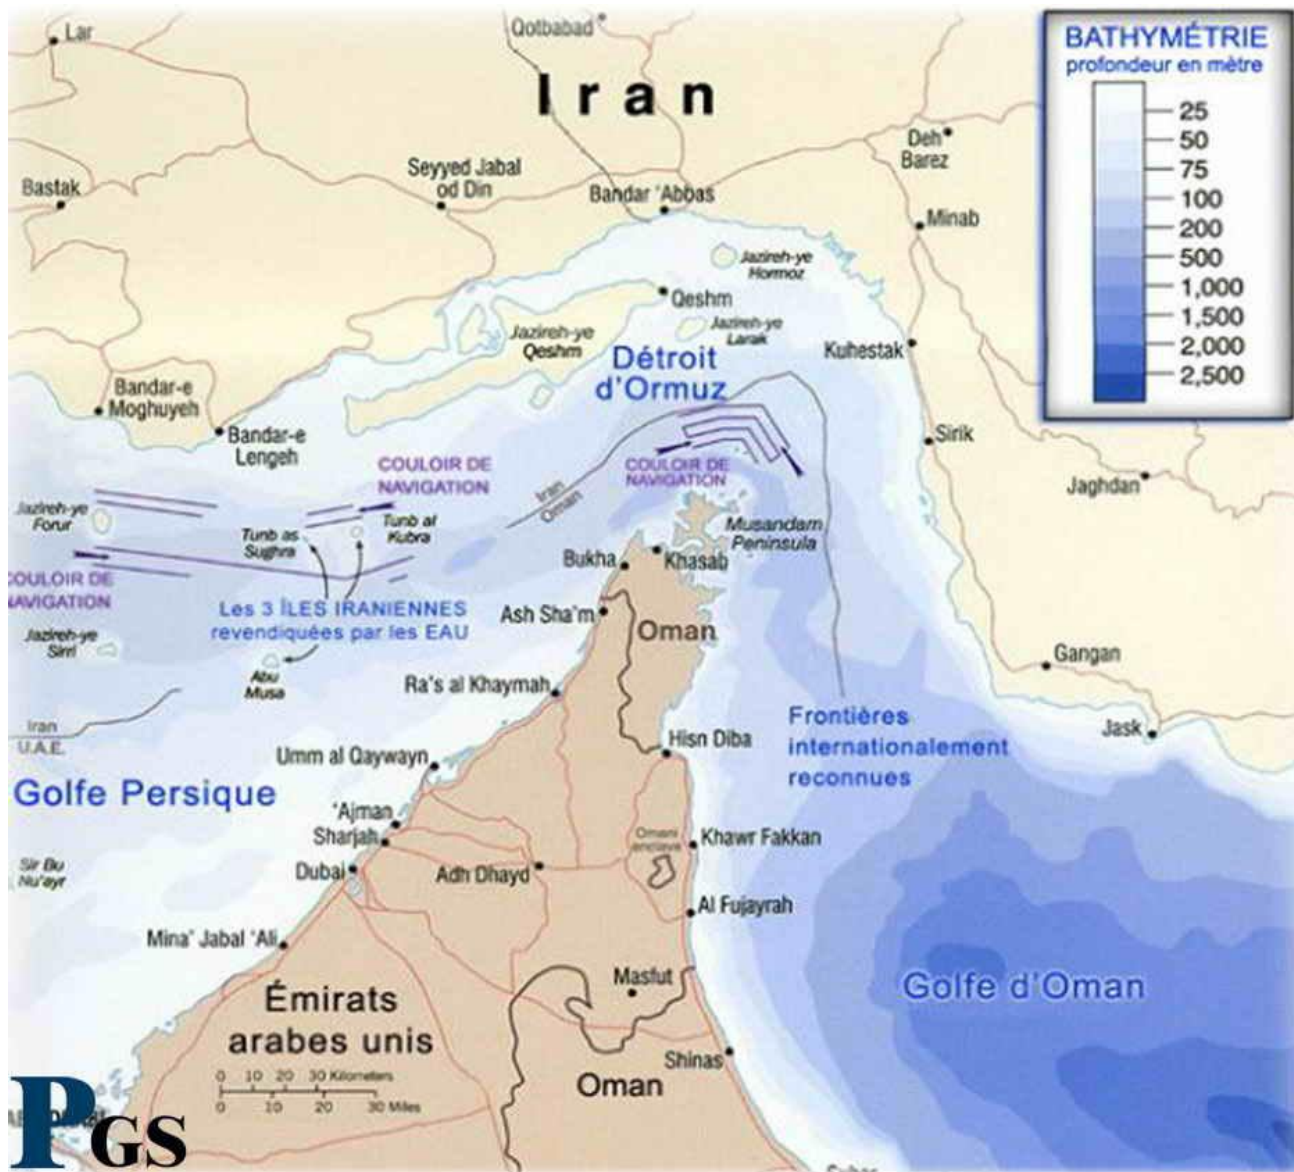 Lar
Qotbabad
Iran
BATHYMÉTRIE
profondeur en mètre
25
50
75
100
200
500
1,000
1,500
2,000
2,500
Deh
Barez
Seyyed Jabal
od Din
Bastak
Bandar 'Abbas
Minab
Jazireh-ye
Hormoz
Qeshm
Jazireh-ye
Larak
Jazireh-ye
Qeshm
Kuhestak
Détroit
d'Ormuz
Bandar-e
Moghuyeh
Bandar-e
Lengeh
Sirik
COULOIR DE
NAVIGATION
COULOIR DE
NAVIGATION
Jaghdan
Iran
Oman
Jazireh-ye
Forur
Tunb as
Sughra
Tunb al
Kubra
Musandam
Peninsula
Bukha
Khasab
COULOIR DE
NAVIGATION
Les 3 ÎLES IRANIENNES
revendiquées par les EAU
Ash Sha'm
Oman
Jazireh-ye
Sirri
Abu
Musa
Gangan
Ra's al Khaymah
Iran
U.A.E.
Frontières
internationalement
reconnues
Jask
Hisn Diba
Umm al Qaywayn
Golfe Persique
'Ajman
Sharjah
Omani
enclave
Khawr Fakkan
Sir Bu
Nu'ayr
Dubai
Adh Dhayd
Al Fujayrah
Mina' Jabal 'Ali
Masfut
Golfe d'Oman
Émirats
arabes unis
Shinas
0 10 20 30 Kilometers
0 10 20 30 Miles
Oman
PGS